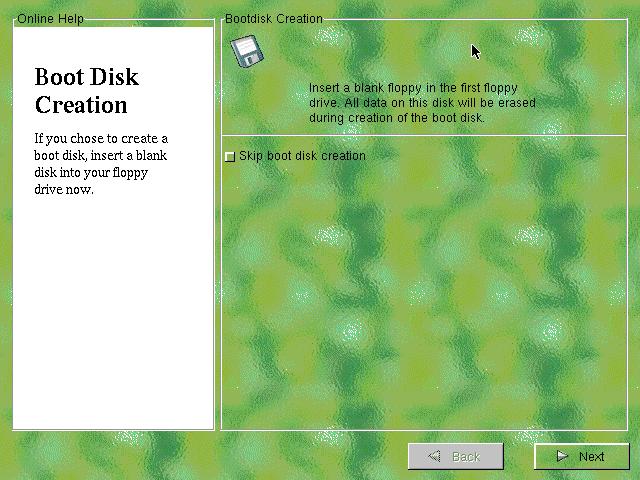 Online Help
Boot Disk
Creation
If you chose to create a
boot disk, insert a blank
disk into your floppy
drive now.
Bootdisk Creation
Insert a blank floppy in the first floppy
drive. All data on this disk will be erased
during creation of the boot disk.
Skip boot disk creation
Back
Next